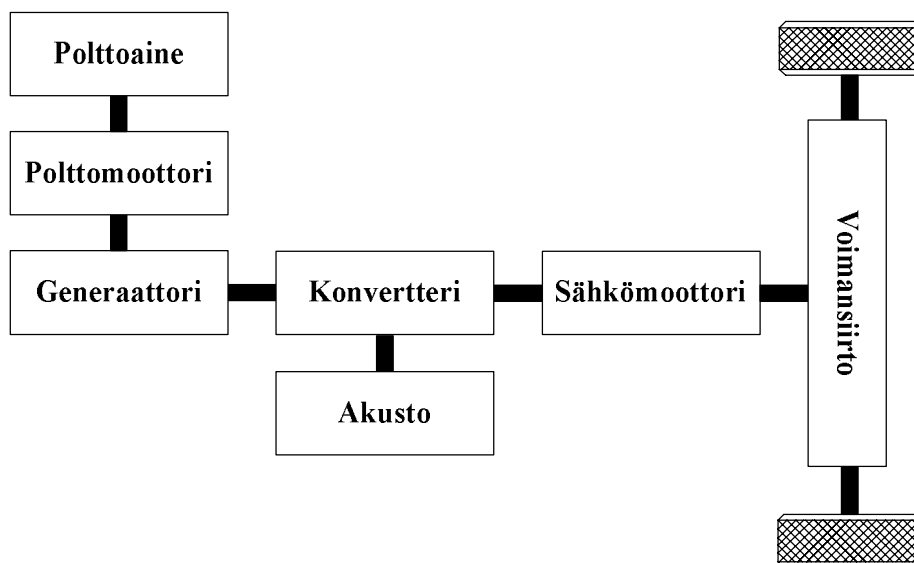 Polttoaine
Polttomoottori
Generaattori
Konvertteri
Sähkömoottori
Voimansiirto
Akusto